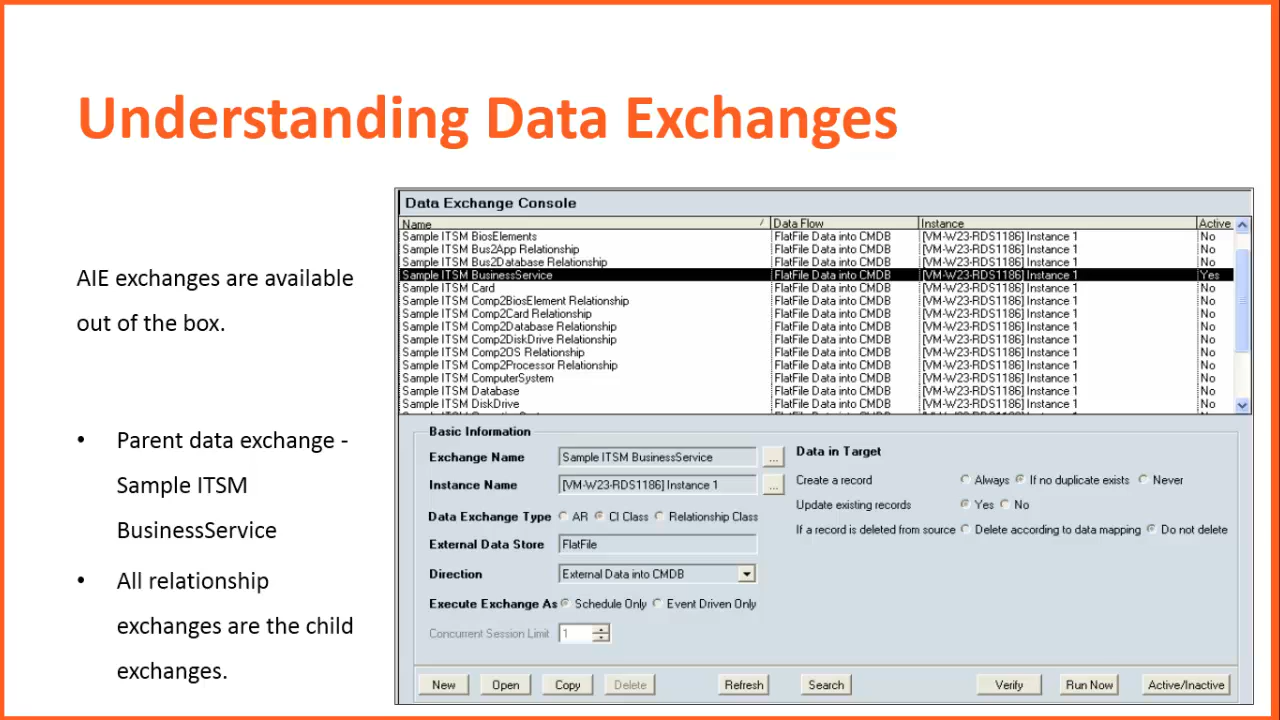 Understanding Data Exchanges
AIE exchanges are available
out of the box.
• Parent data exchange -
Sample ITSM
BusinessService
• All relationship
exchanges are the child
exchanges.
Data Exchange Console
Name / Data Flow Instance Active
Sample ITSM BiosElements FlatFile Data into CMDB [VM-W23-RDS1186] Instance 1 No
Sample ITSM Bus2App Relationship FlatFile Data into CMDB [VM-W23-RDS1186] Instance 1 No
Sample ITSM Bus2Database Relationship FlatFile Data into CMDB [VM-W23-RDS1186] Instance 1 No
Sample ITSM BusinessService FlatFile Data into CMDB [VM-W23-RDS1186] Instance 1 Yes
Sample ITSM Card FlatFile Data into CMDB [VM-W23-RDS1186] Instance 1 No
Sample ITSM Comp2BiosElement Relationship FlatFile Data into CMDB [VM-W23-RDS1186] Instance 1 No
Sample ITSM Comp2Card Relationship FlatFile Data into CMDB [VM-W23-RDS1186] Instance 1 No
Sample ITSM Comp2Database Relationship FlatFile Data into CMDB [VM-W23-RDS1186] Instance 1 No
Sample ITSM Comp2DiskDrive Relationship FlatFile Data into CMDB [VM-W23-RDS1186] Instance 1 No
Sample ITSM Comp2OS Relationship FlatFile Data into CMDB [VM-W23-RDS1186] Instance 1 No
Sample ITSM Comp2Processor Relationship FlatFile Data into CMDB [VM-W23-RDS1186] Instance 1 No
Sample ITSM ComputerSystem FlatFile Data into CMDB [VM-W23-RDS1186] Instance 1 No
Sample ITSM Database FlatFile Data into CMDB [VM-W23-RDS1186] Instance 1 No
Sample ITSM DiskDrive FlatFile Data into CMDB [VM-W23-RDS1186] Instance 1 No
Basic Information
Exchange Name Sample ITSM BusinessService ...
Instance Name [VM-W23-RDS1186] Instance 1 ...
Data Exchange Type AR CI Class Relationship Class
External Data Store FlatFile
Direction External Data into CMDB
Execute Exchange As Schedule Only Event Driven Only
Concurrent Session Limit 1
Data in Target
Create a record Always If no duplicate exists Never
Update existing records Yes No
If a record is deleted from source Delete according to data mapping Do not delete
New Open Copy Delete Refresh Search Verify Run Now Active/Inactive